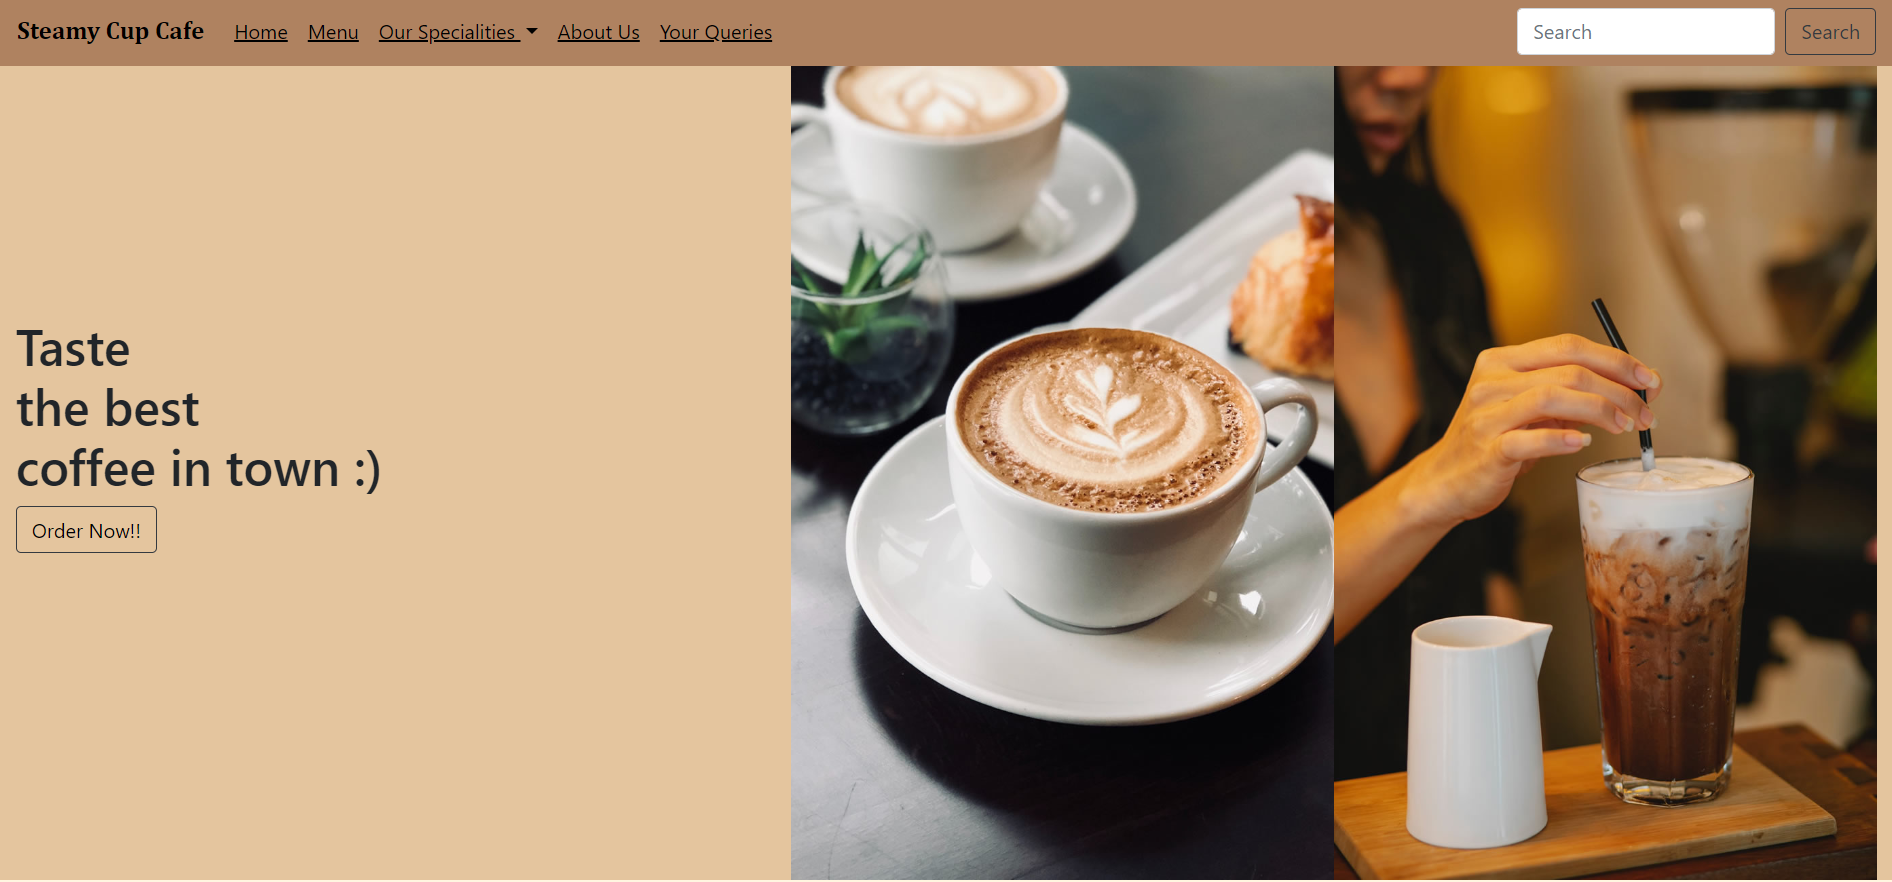 Steamy Cup Cafe Home Menu Our Specialities About Us Your Queries Search Search
Taste
the best
coffee in town :)
Order Now!!